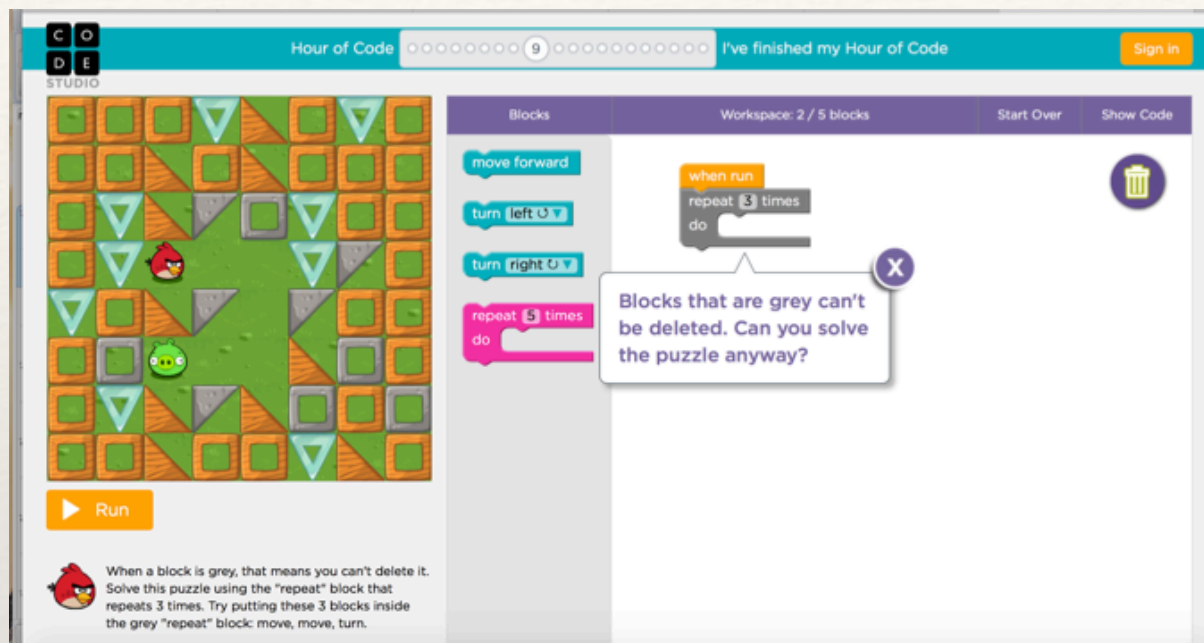 C O
D E
STUDIO
Hour of Code 9 I've finished my Hour of Code Sign in
Blocks Workspace: 2 / 5 blocks Start Over Show Code
move forward
turn left ↺ ▼
turn right ↻ ▼
repeat 5 times
do
when run
repeat 3 times
do
X
Blocks that are grey can't
be deleted. Can you solve
the puzzle anyway?
Run
When a block is grey, that means you can't delete it.
Solve this puzzle using the "repeat" block that
repeats 3 times. Try putting these 3 blocks inside
the grey "repeat" block: move, move, turn.